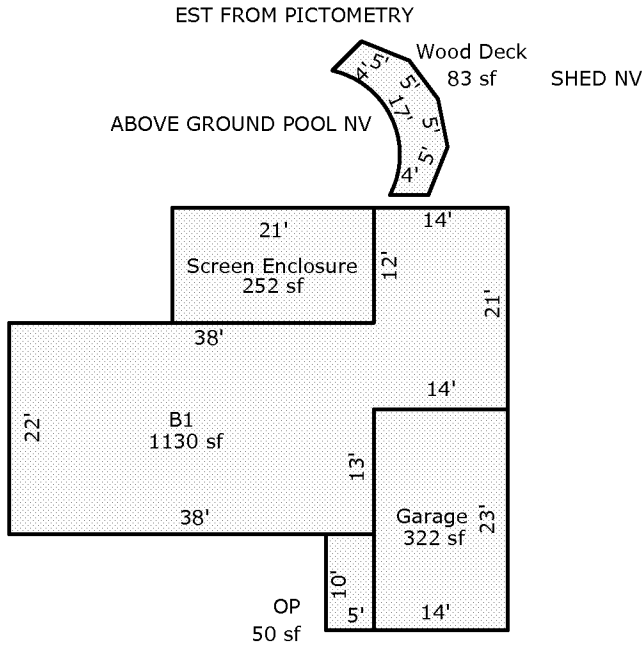 EST FROM PICTOMETRY
Wood Deck
83 sf
SHED NV
4'
5'
5'
5'
5'
4'
17'
ABOVE GROUND POOL NV
21'
Screen Enclosure
252 sf
12'
14'
21'
38'
14'
B1
1130 sf
22'
13'
38'
Garage
322 sf
23'
10'
OP
50 sf
5'
14'